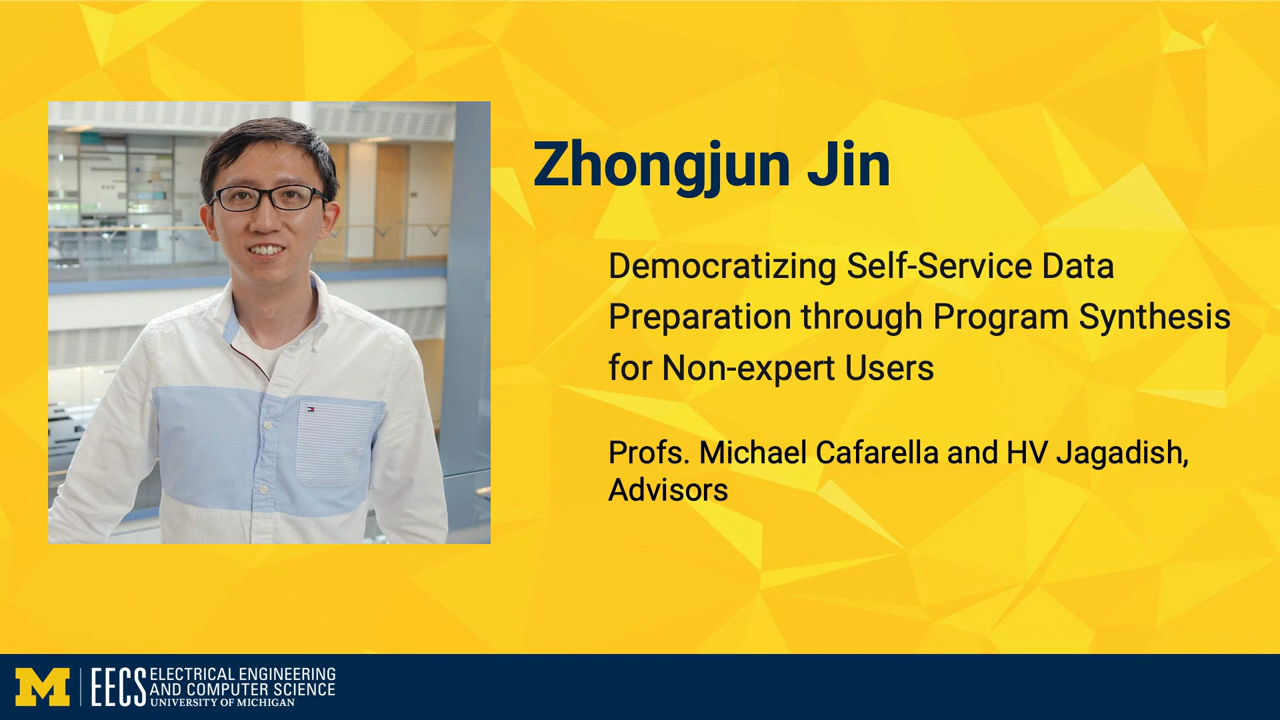 Zhongjun Jin
Democratizing Self-Service Data
Preparation through Program Synthesis
for Non-expert Users
Profs. Michael Cafarella and HV Jagadish,
Advisors
M
EECS
ELECTRICAL ENGINEERING
AND COMPUTER SCIENCE
UNIVERSITY OF MICHIGAN